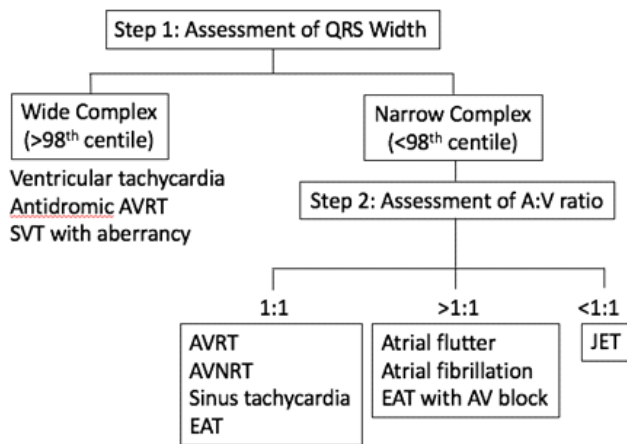 Step 1: Assessment of QRS Width
Wide Complex
(>98th centile)
Ventricular tachycardia
Antidromic AVRT
SVT with aberrancy
Narrow Complex
(<98th centile)
Step 2: Assessment of A:V ratio
1:1
AVRT
AVNRT
Sinus tachycardia
EAT
>1:1
Atrial flutter
Atrial fibrillation
EAT with AV block
<1:1
JET